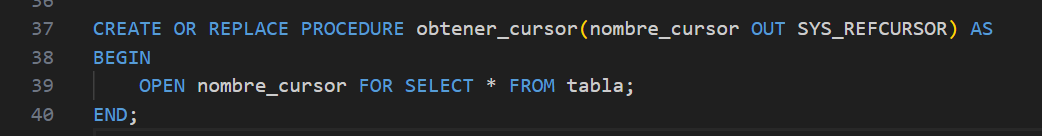 36
37 CREATE OR REPLACE PROCEDURE obtener_cursor(nombre_cursor OUT SYS_REFCURSOR) AS
38 BEGIN
39     OPEN nombre_cursor FOR SELECT * FROM tabla;
40 END;